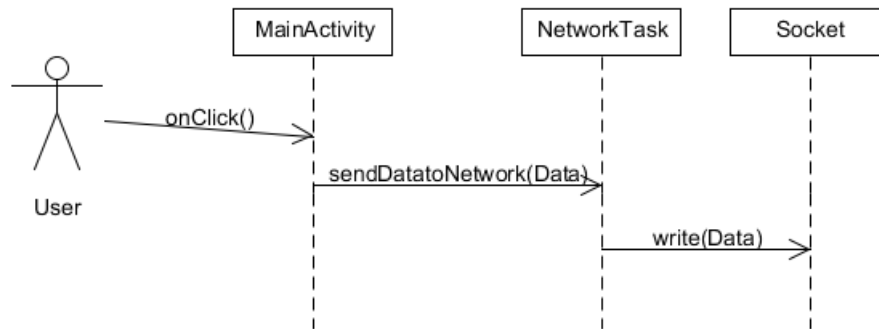 MainActivity
NetworkTask
Socket
onClick()
sendDatatoNetwork(Data)
User
write(Data)